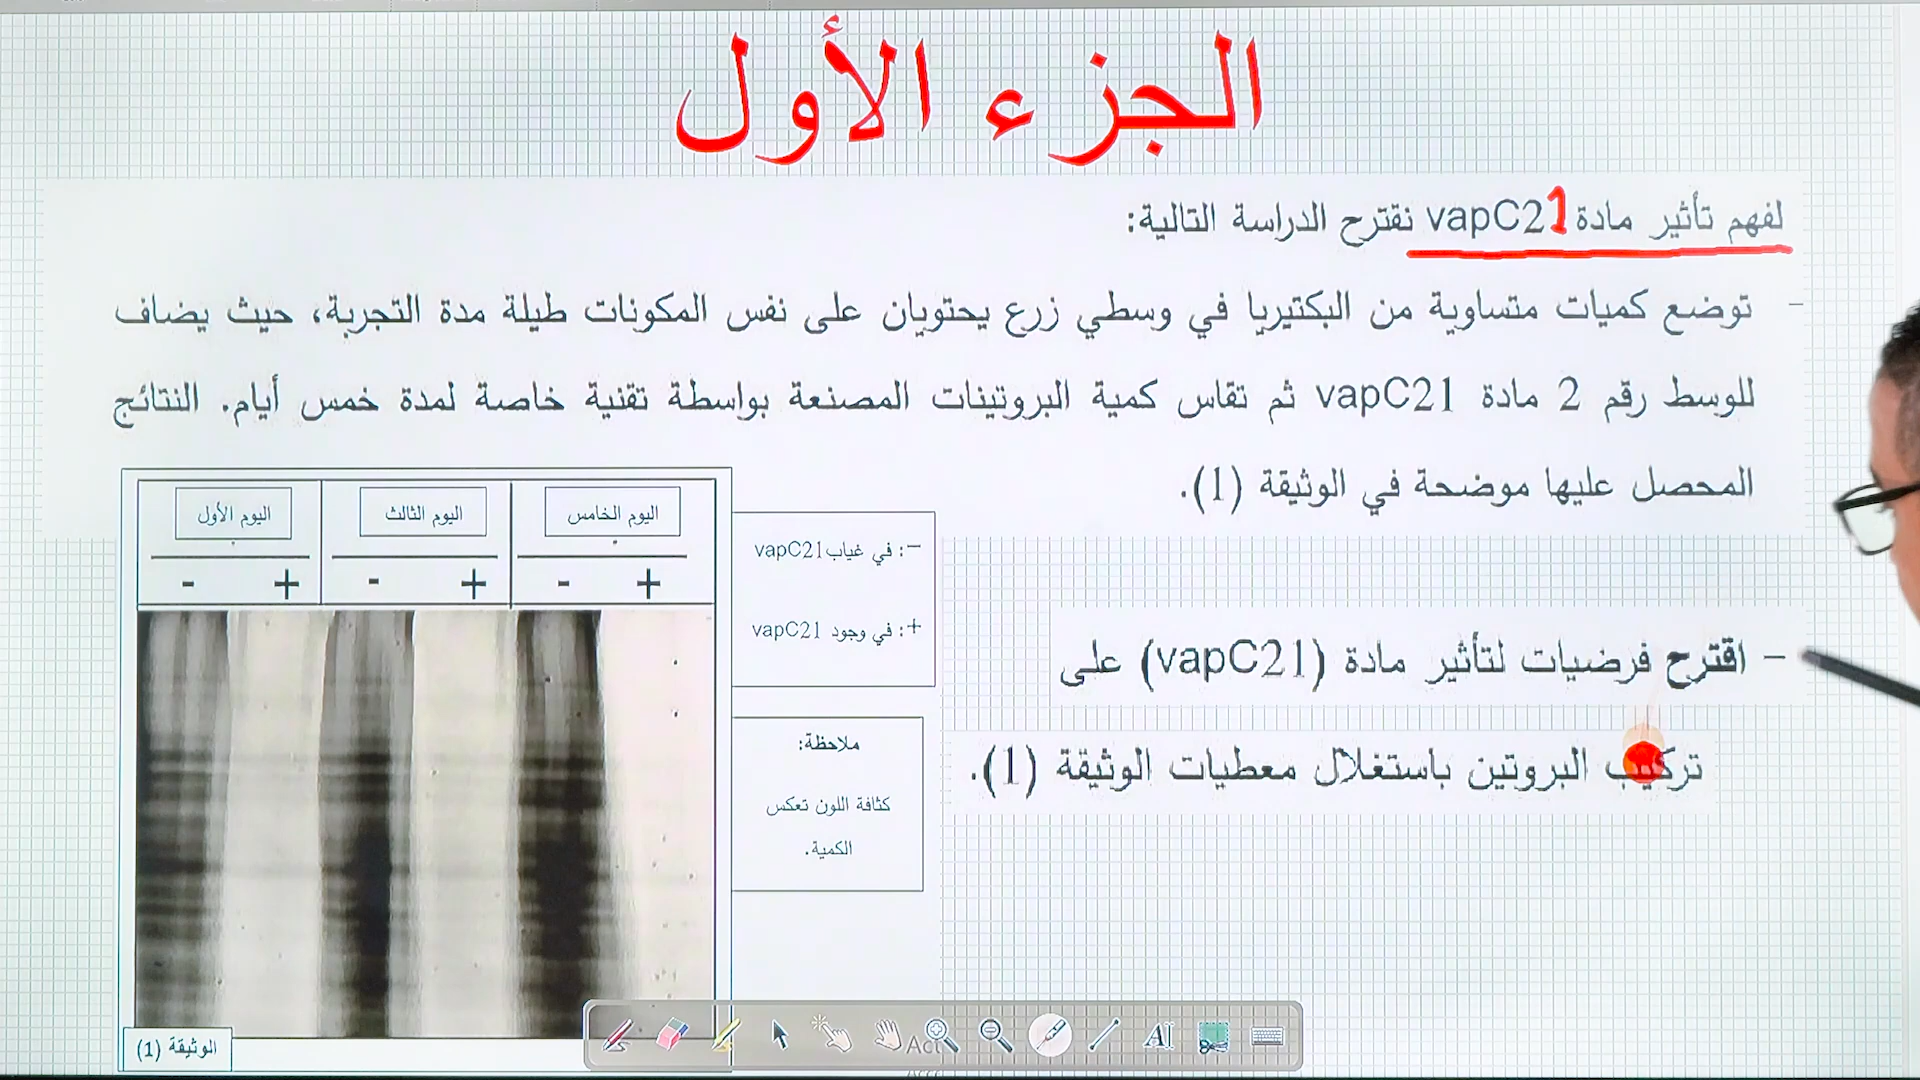 الجزء الأول
لفهم تأثير مادة vapC21 نقترح الدراسة التالية:
– توضع كميات متساوية من البكتيريا في وسطي زرع يحتويان على نفس المكونات طيلة مدة التجربة، حيث يضاف
للوسط رقم 2 مادة vapC21 ثم تقاس كمية البروتينات المصنعة بواسطة تقنية خاصة لمدة خمس أيام. النتائج
المحصل عليها موضحة في الوثيقة (1).
– اقترح فرضيات لتأثير مادة (vapC21) على
تركيب البروتين باستغلال معطيات الوثيقة (1).
–: في غياب vapC21
+: في وجود vapC21
ملاحظة:
كثافة اللون تعكس
الكمية.
اليوم الأول اليوم الثالث اليوم الخامس
- + - + - +
الوثيقة (1)
AI